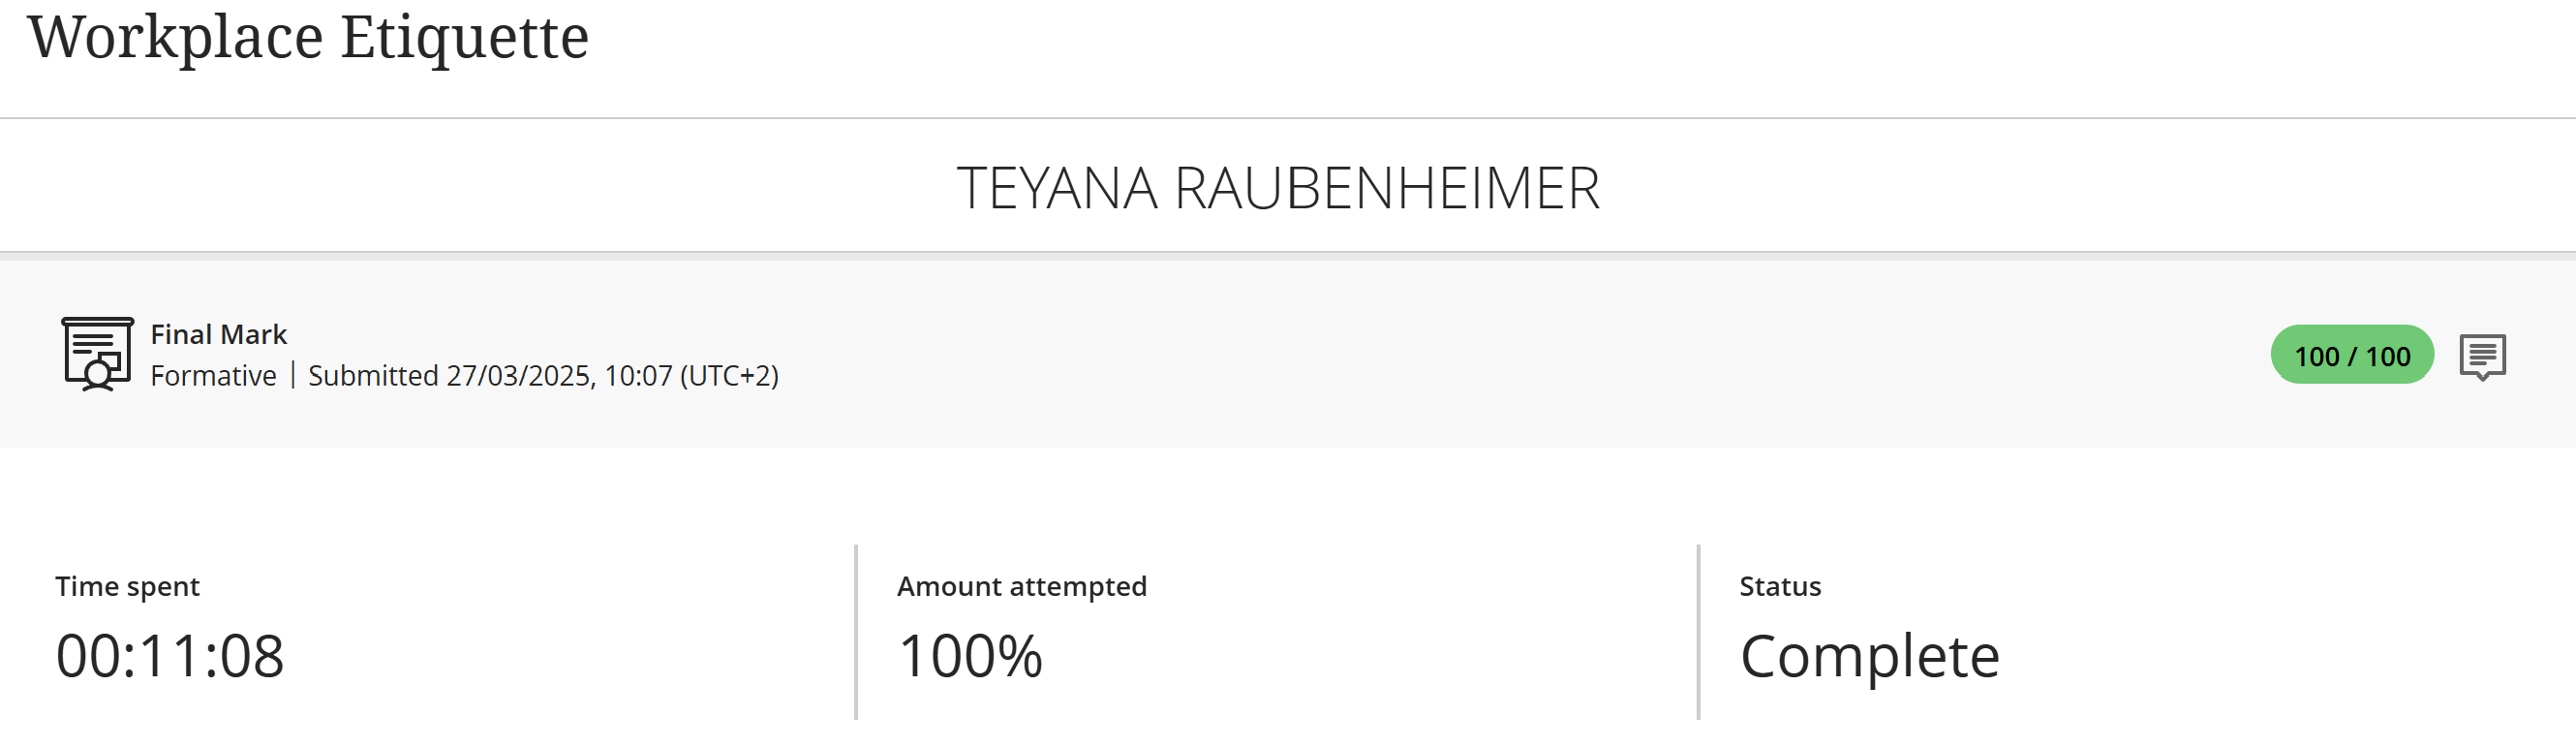 Workplace Etiquette
TEYANA RAUBENHEIMER
Final Mark
Formative | Submitted 27/03/2025, 10:07 (UTC+2)
100 / 100
Time spent
00:11:08
Amount attempted
100%
Status
Complete